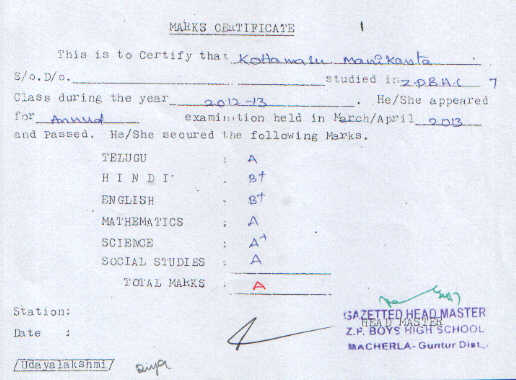 MARKS CERTIFICATE 1
This is to Certify that Kottamasu Manikanta
S/o.D/o. studied in Z.P.B.H.S 7
Class during the year 2012-13. He/She appeared
for Annual examination held in March/April 2013
and Passed. He/She secured the following Marks.
TELUGU : A
HINDI : B+
ENGLISH : B+
MATHEMATICS : A
SCIENCE : A+
SOCIAL STUDIES : A
TOTAL MARKS : A
Station:
Date :
HEAD MASTER
GAZETTED HEAD MASTER
Z.P. BOYS HIGH SCHOOL
MACHERLA- Guntur Dist.,
/Udayalakshmi/